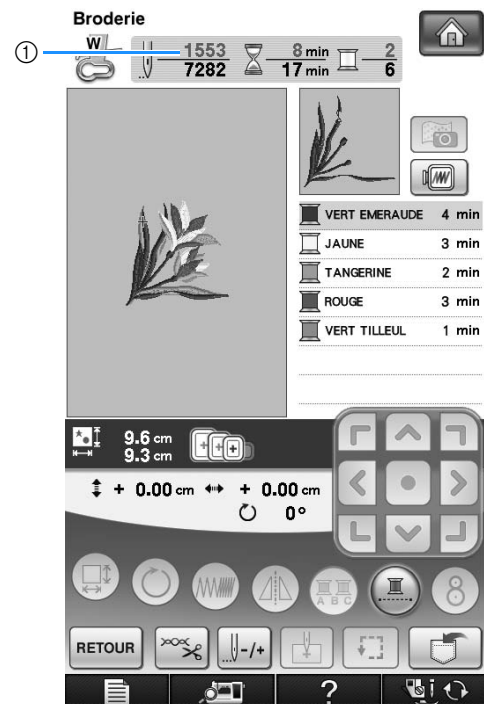 Broderie
①
W
1553
7282
8 min
17 min
2
6
VERT EMERAUDE 4 min
JAUNE 3 min
TANGERINE 2 min
ROUGE 3 min
VERT TILLEUL 1 min
9.6 cm
9.3 cm
+ 0.00 cm + 0.00 cm
0°
A B C
8
RETOUR
-/+
?